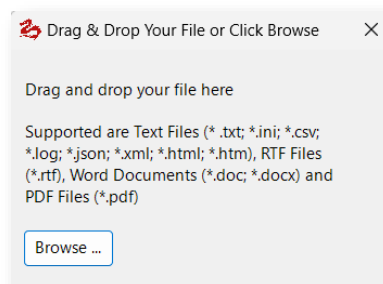 Drag & Drop Your File or Click Browse
Drag and drop your file here
Supported are Text Files (* .txt; *.ini; *.csv;
*.log; *.json; *.xml; *.html; *.htm), RTF Files
(*.rtf), Word Documents (*.doc; *.docx) and
PDF Files (*.pdf)
Browse ...